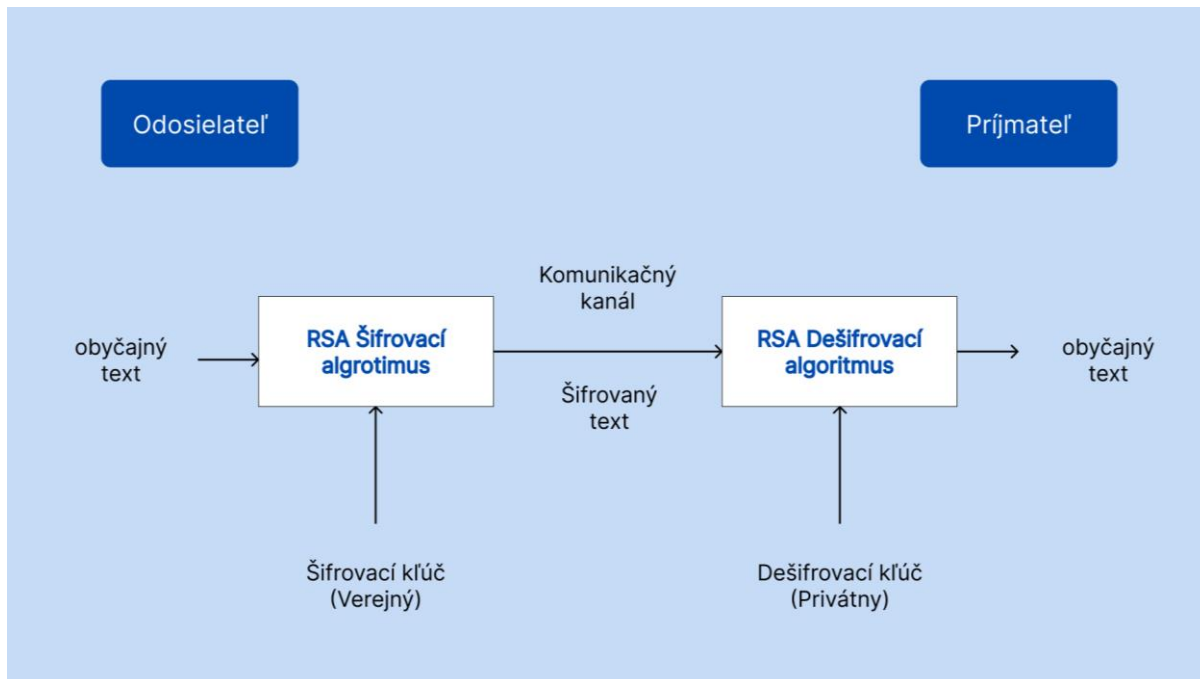 Odosielateľ
Príjmateľ
Komunikačný
kanál
obyčajný
text
RSA Šifrovací
algrotimus
RSA Dešifrovací
algoritmus
obyčajný
text
Šifrovaný
text
Šifrovací kľúč
(Verejný)
Dešifrovací kľúč
(Privátny)